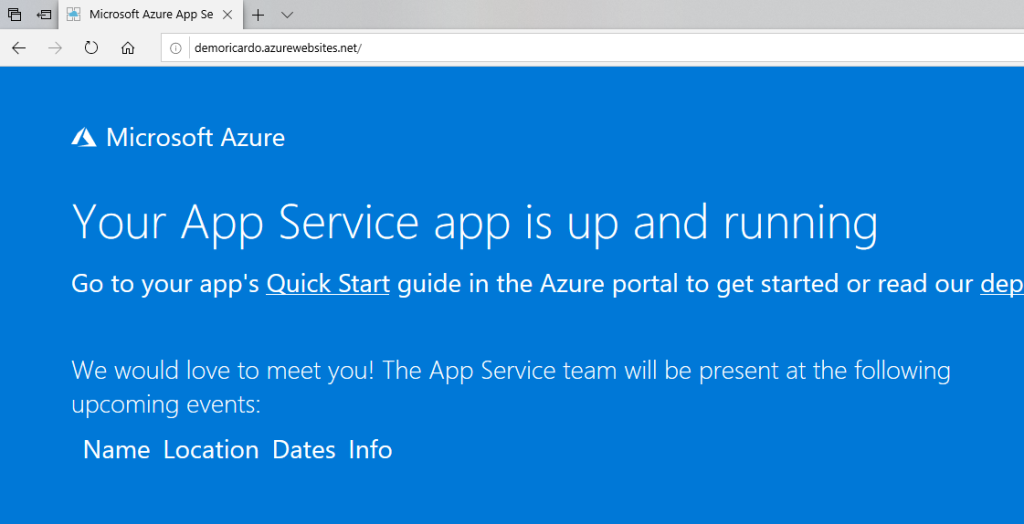 Microsoft Azure App Se
demoricardo.azurewebsites.net/
Microsoft Azure
Your App Service app is up and running
Go to your app's Quick Start guide in the Azure portal to get started or read our dep
We would love to meet you! The App Service team will be present at the following
upcoming events:
Name Location Dates Info